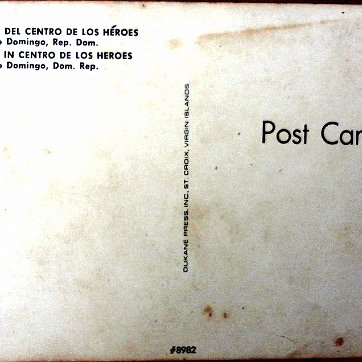 DEL CENTRO DE LOS HÉROES
Domingo, Rep. Dom.
IN CENTRO DE LOS HEROES
Domingo, Dom. Rep.
DUKANE PRESS, INC., ST. CROIX, VIRGIN ISLANDS
Post Car
#8982